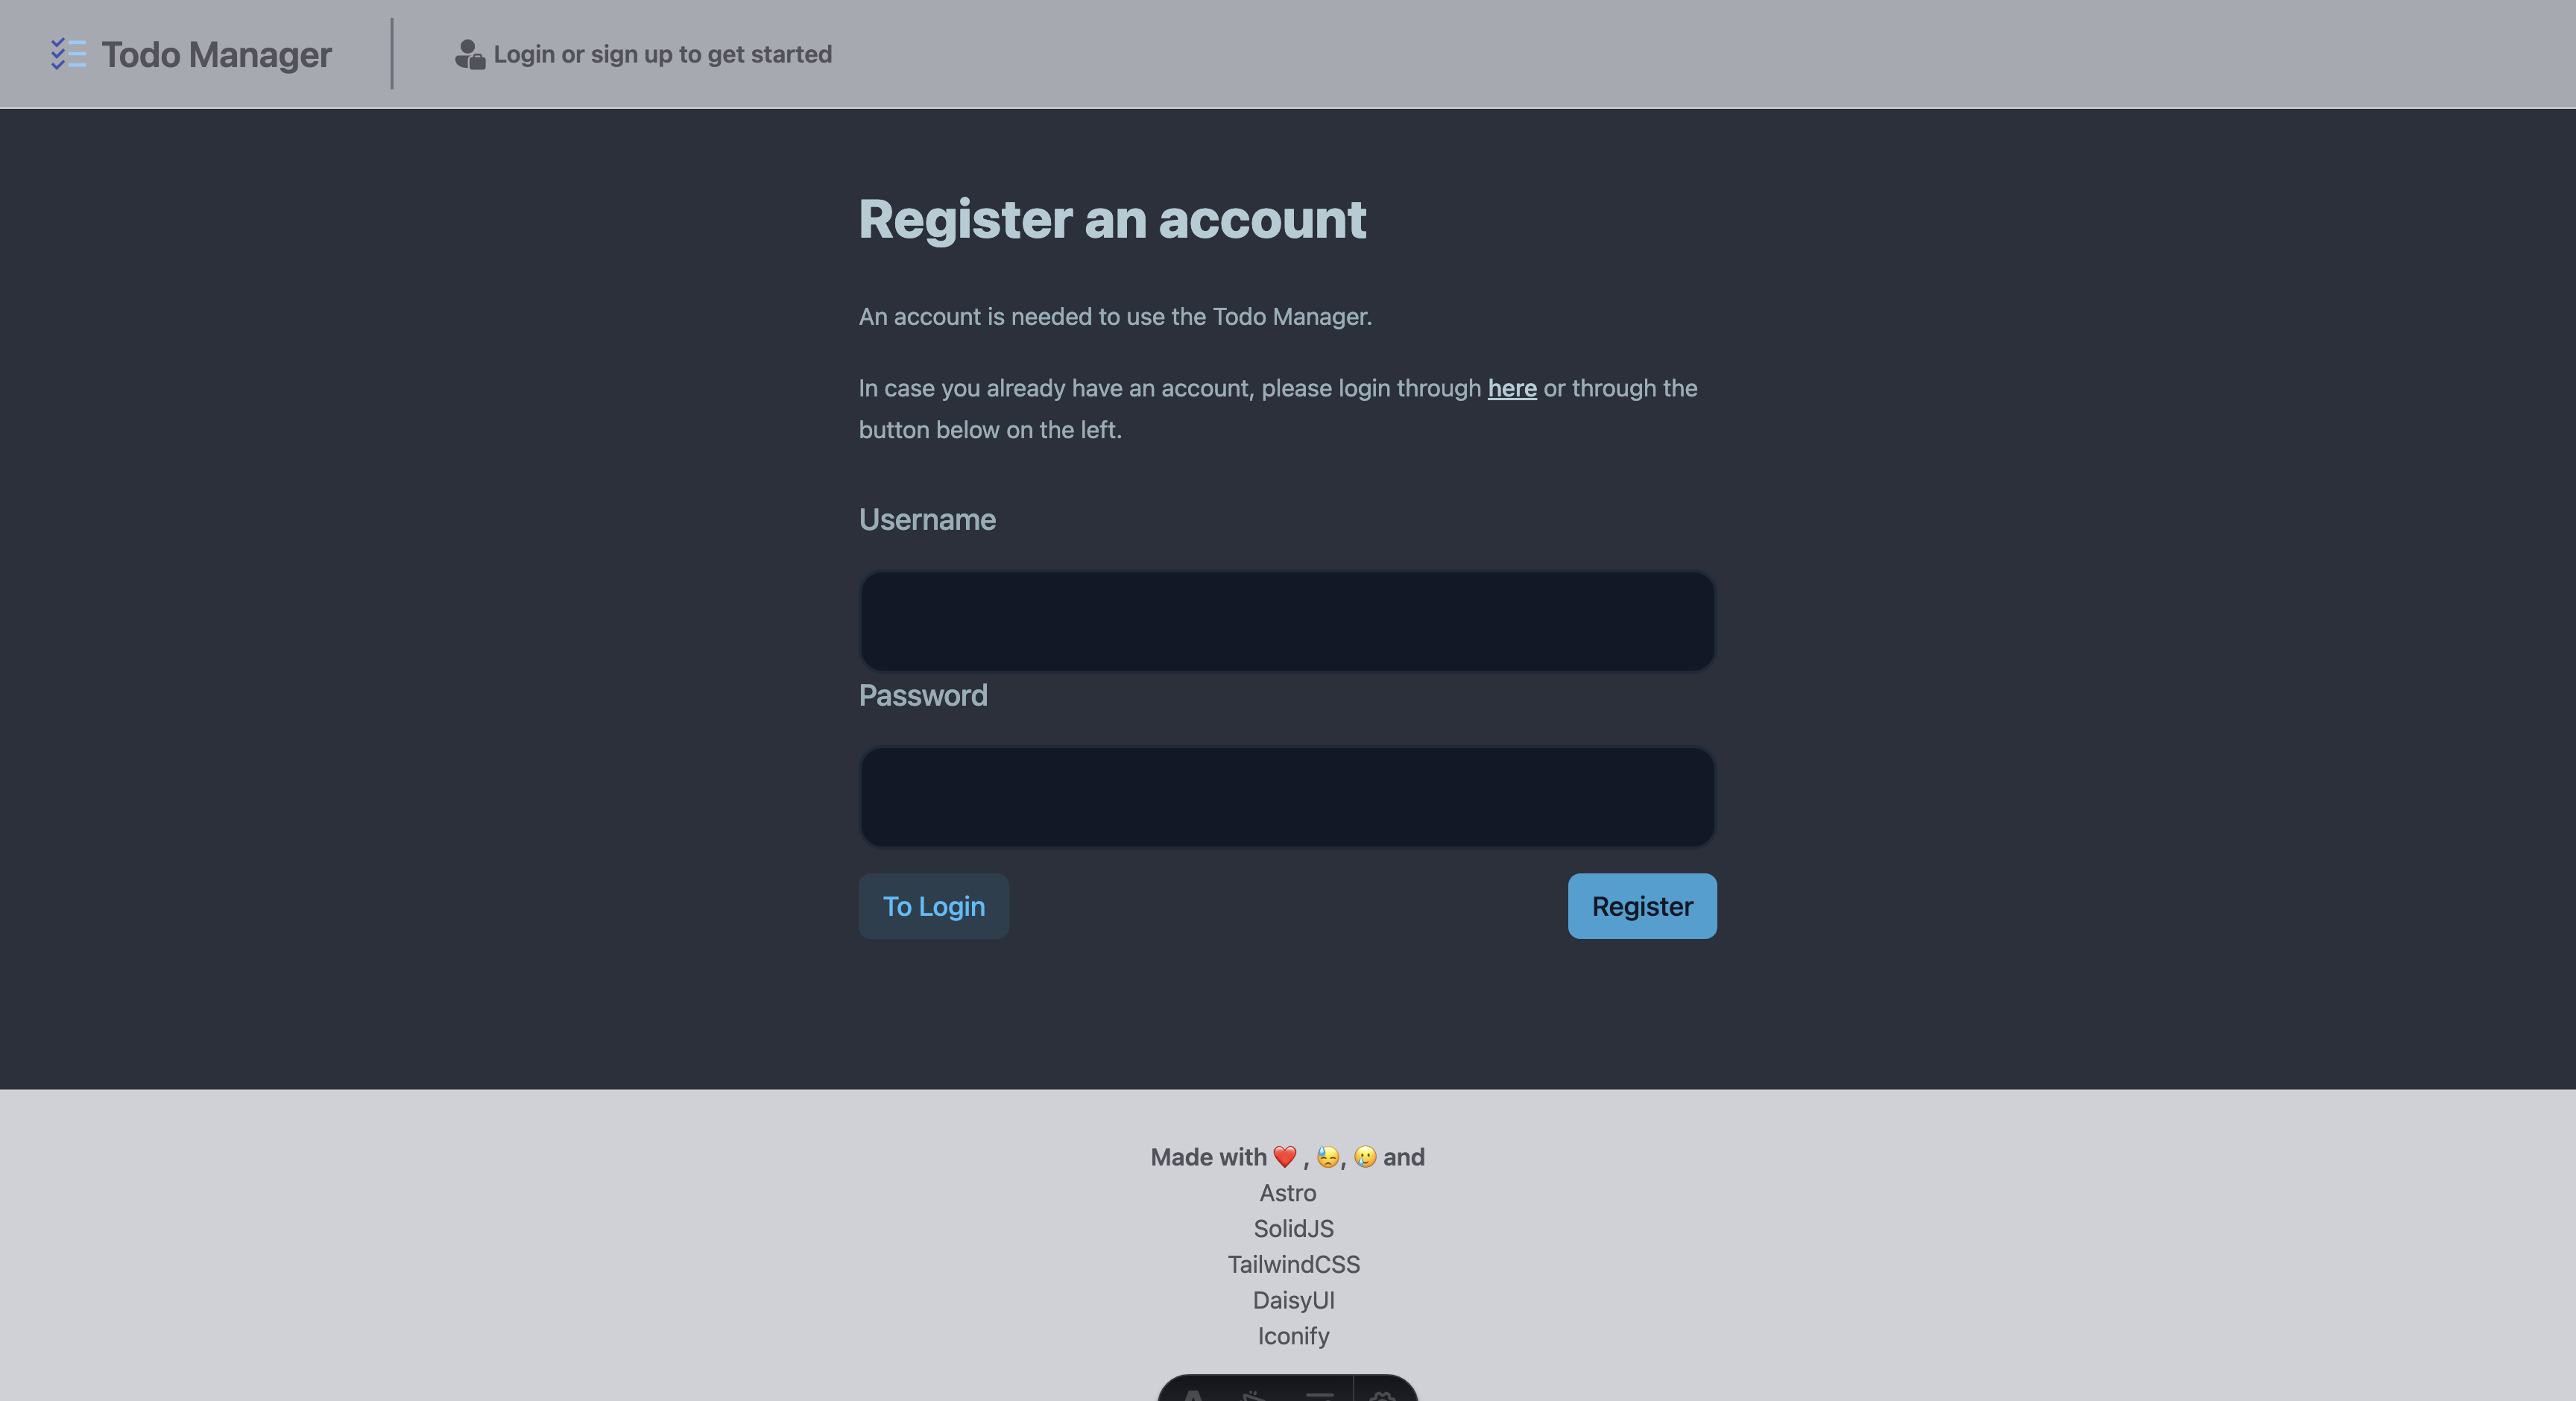 Todo Manager
Login or sign up to get started
Register an account
An account is needed to use the Todo Manager.
In case you already have an account, please login through here or through the
button below on the left.
Username
Password
To Login
Register
Made with ❤️ , 😓, 🥲 and
Astro
SolidJS
TailwindCSS
DaisyUI
Iconify